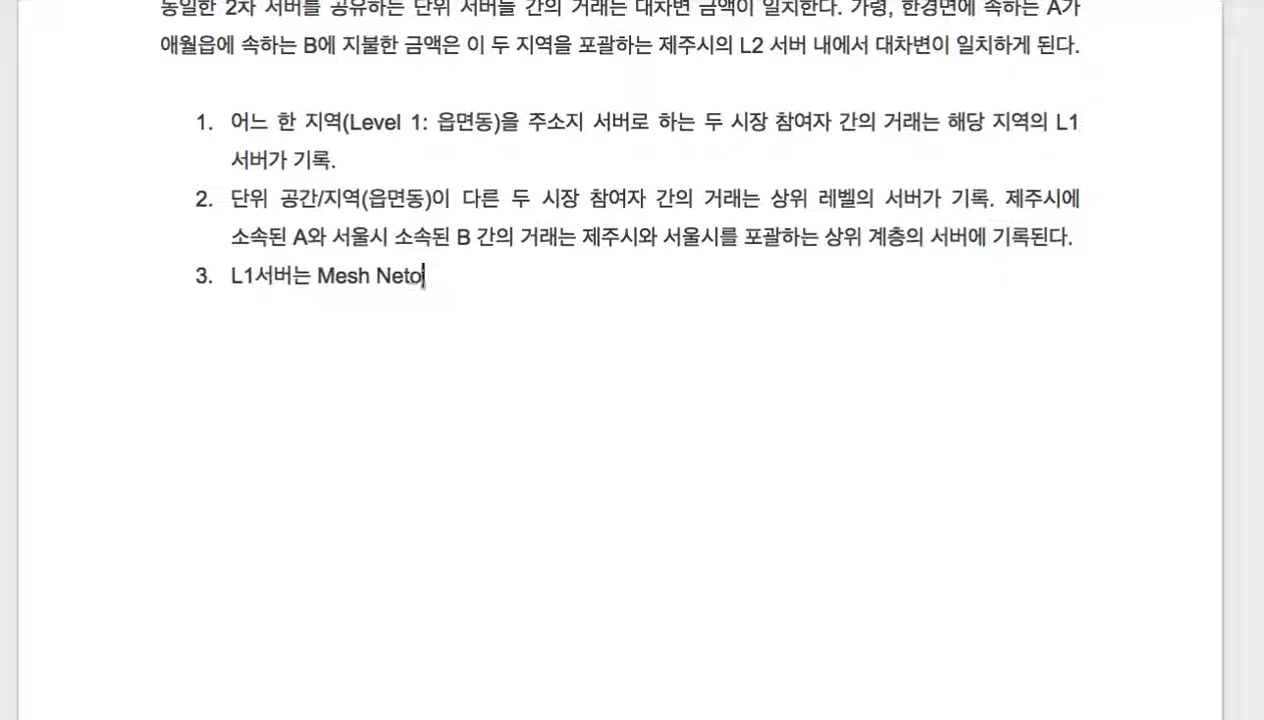 동일한 2차 서버를 공유하는 단위 서버들 간의 거래는 대차변 금액이 일치한다. 가령, 한경면에 속하는 A가
애월읍에 속하는 B에 지불한 금액은 이 두 지역을 포괄하는 제주시의 L2 서버 내에서 대차변이 일치하게 된다.
1. 어느 한 지역(Level 1: 읍면동)을 주소지 서버로 하는 두 시장 참여자 간의 거래는 해당 지역의 L1
서버가 기록.
2. 단위 공간/지역(읍면동)이 다른 두 시장 참여자 간의 거래는 상위 레벨의 서버가 기록. 제주시에
소속된 A와 서울시 소속된 B 간의 거래는 제주시와 서울시를 포괄하는 상위 계층의 서버에 기록된다.
3. L1서버는 Mesh Neto